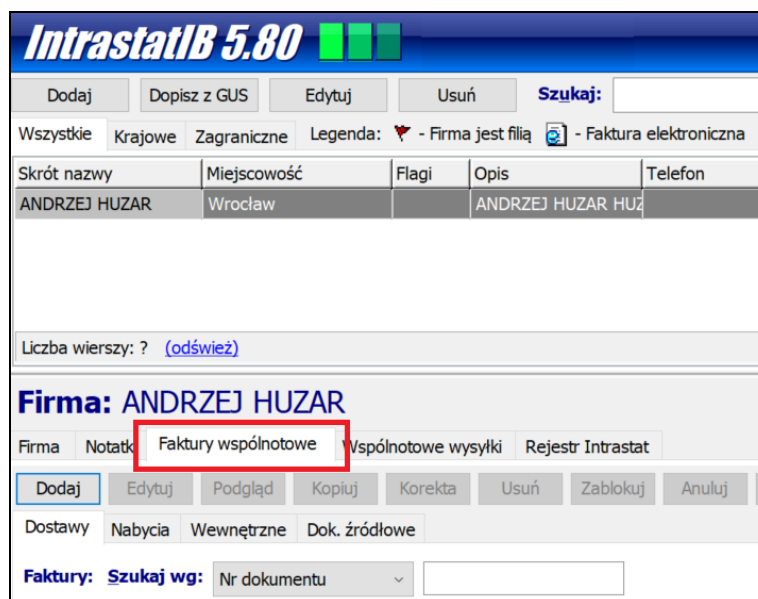 IntrastatIB 5.80
Dodaj Dopisz z GUS Edytuj Usuń Szukaj:
Wszystkie Krajowe Zagraniczne Legenda: - Firma jest filią - Faktura elektroniczna
Skrót nazwy Miejscowość Flagi Opis Telefon
ANDRZEJ HUZAR Wrocław ANDRZEJ HUZAR HUZ
Liczba wierszy: ? (odśwież)
Firma: ANDRZEJ HUZAR
Firma Notatk Faktury wspólnotowe Wspólnotowe wysyłki Rejestr Intrastat
Dodaj Edytuj Podgląd Kopiuj Korekta Usuń Zablokuj Anuluj
Dostawy Nabycia Wewnętrzne Dok. źródłowe
Faktury: Szukaj wg: Nr dokumentu